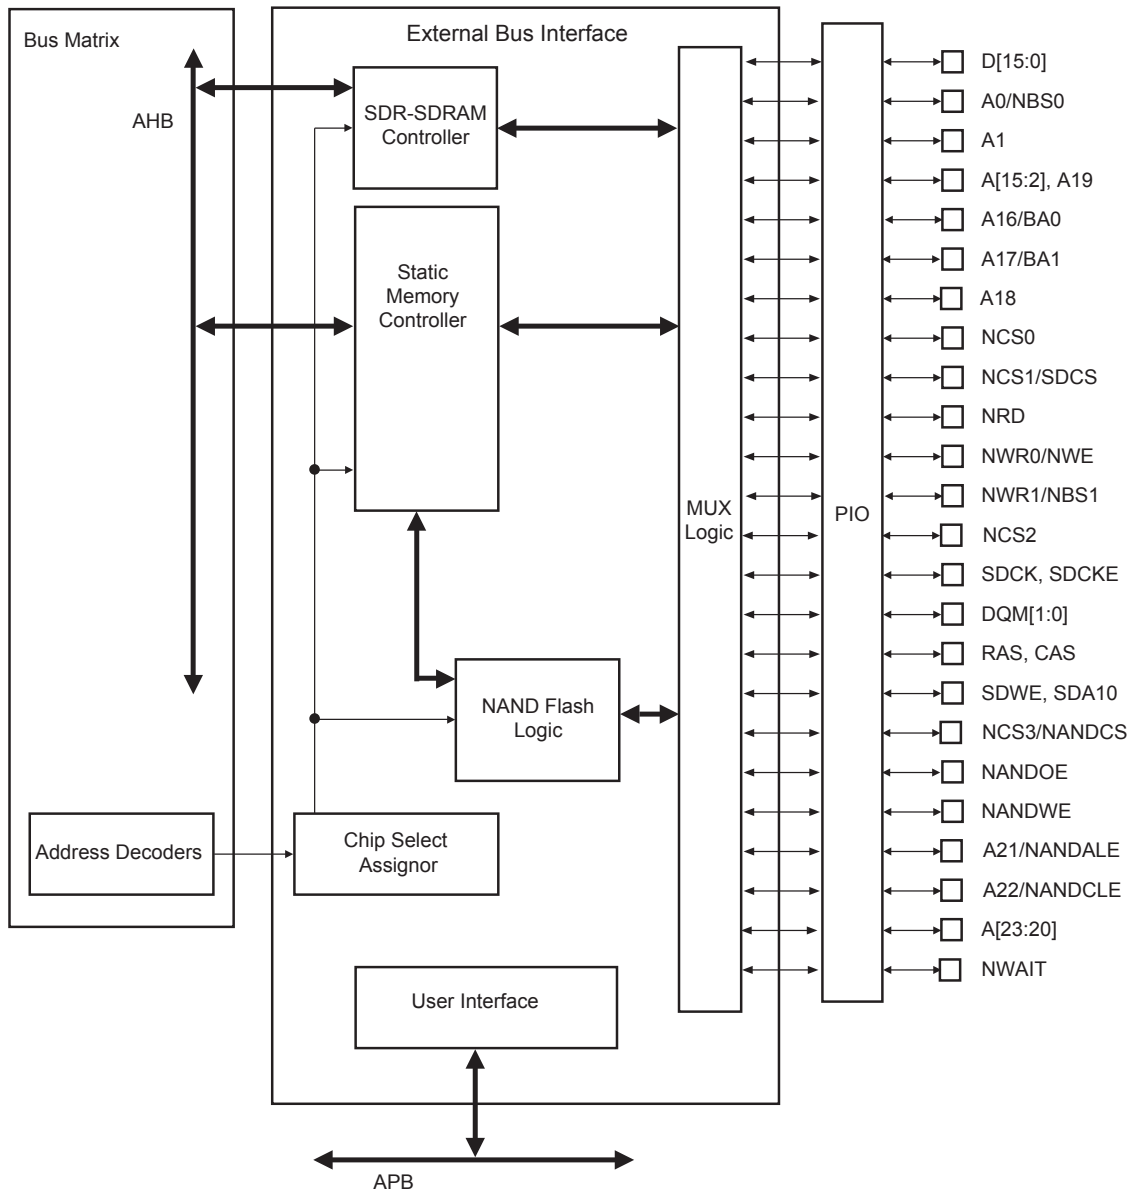 Bus Matrix
AHB
Address Decoders
External Bus Interface
SDR-SDRAM
Controller
Static
Memory
Controller
NAND Flash
Logic
Chip Select
Assignor
User Interface
APB
MUX
Logic
PIO
D[15:0]
A0/NBS0
A1
A[15:2], A19
A16/BA0
A17/BA1
A18
NCS0
NCS1/SDCS
NRD
NWR0/NWE
NWR1/NBS1
NCS2
SDCK, SDCKE
DQM[1:0]
RAS, CAS
SDWE, SDA10
NCS3/NANDCS
NANDOE
NANDWE
A21/NANDALE
A22/NANDCLE
A[23:20]
NWAIT